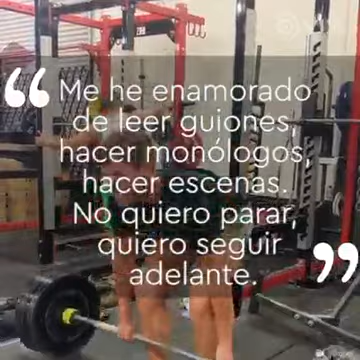 “Me he enamorado
de leer guiones,
hacer monólogos,
hacer escenas.
No quiero parar,
quiero seguir
adelante.”